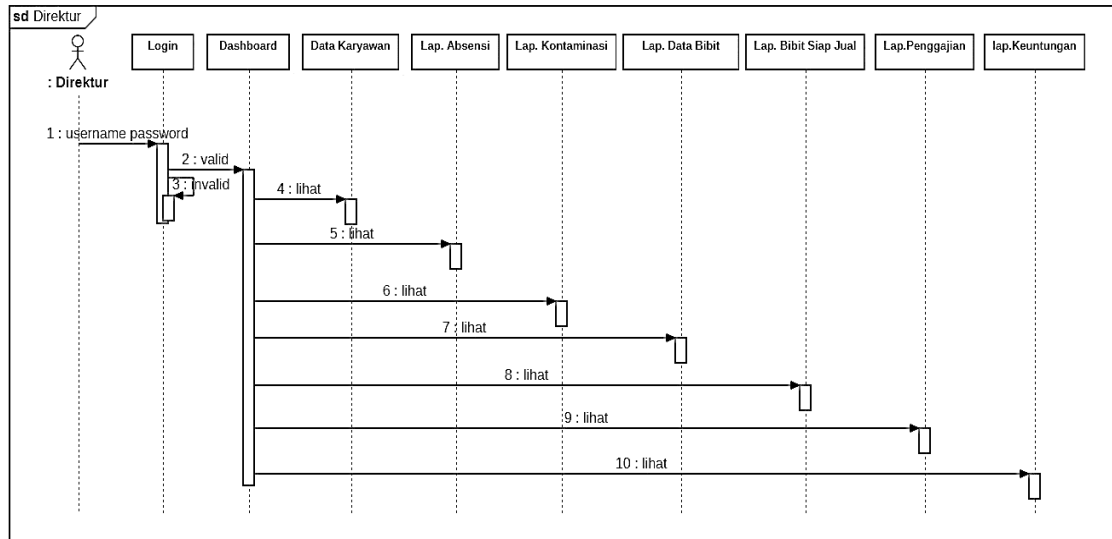 sd Direktur
Login
Dashboard
Data Karyawan
Lap. Absensi
Lap. Kontaminasi
Lap. Data Bibit
Lap. Bibit Siap Jual
Lap.Penggajian
lap.Keuntungan
: Direktur
1 : username password
2 : valid
3 : invalid
4 : lihat
5 : lihat
6 : lihat
7 : lihat
8 : lihat
9 : lihat
10 : lihat